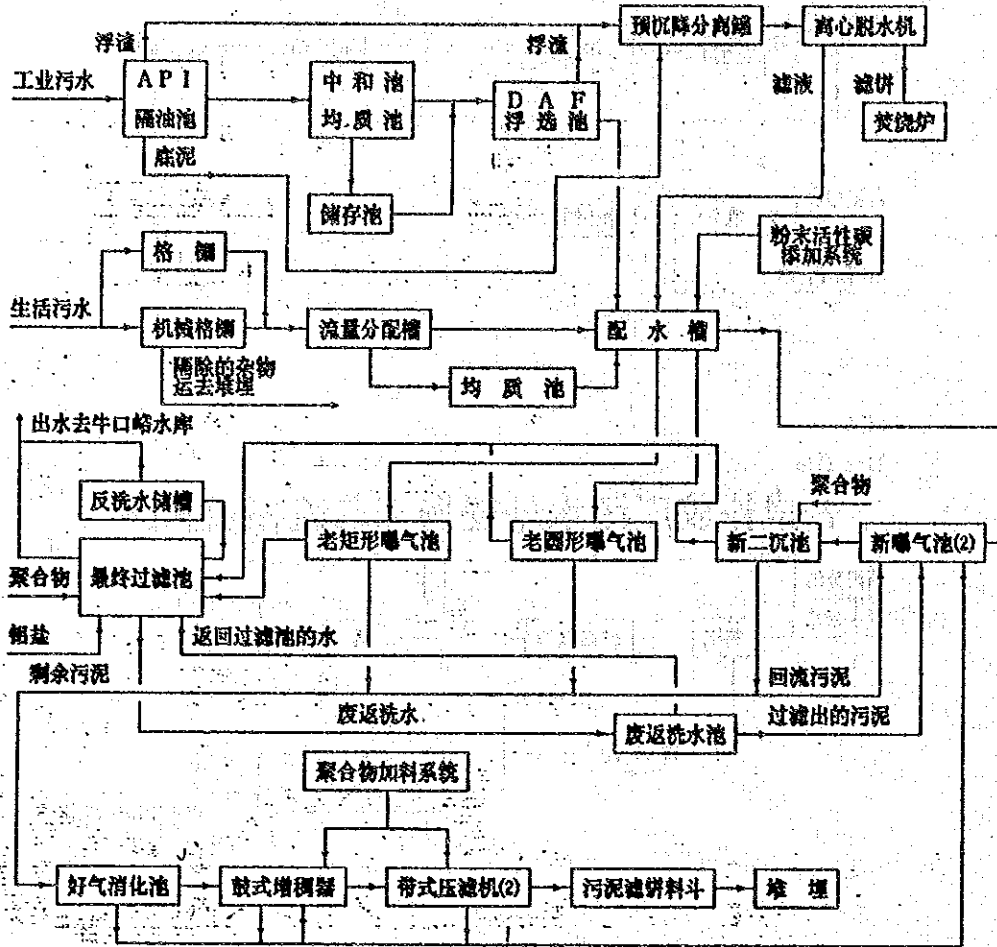 浮渣
浮渣
预沉降分离罐
离心脱水机
工业污水
API
隔油池
中和池
均质池
DAF
浮选池
滤液
滤饼
焚烧炉
底泥
储存池
格栅
粉末活性碳
添加系统
生活污水
机械格栅
流量分配槽
配水槽
隔除的杂物
运去堆埋
均质池
出水去牛口峪水库
反洗水储槽
聚合物
老矩形曝气池
老圆形曝气池
新二沉池
新曝气池(2)
聚合物
最终过滤池
铝盐
返回过滤池的水
剩余污泥
回流污泥
废返洗水
过滤出的污泥
废返洗水池
聚合物加料系统
好气消化池
鼓式增稠器
带式压滤机(2)
污泥滤饼料斗
堆埋